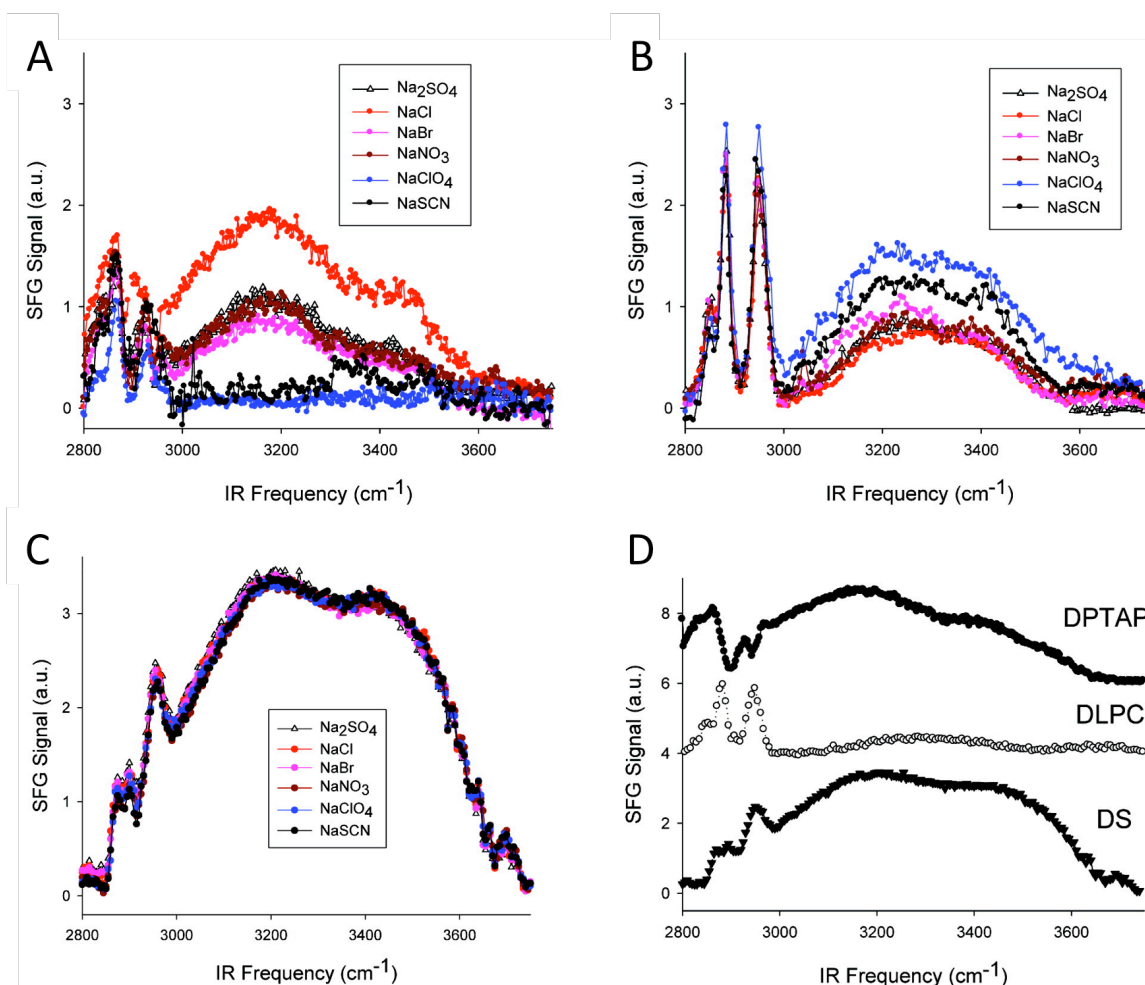 A
Na2SO4
NaCl
NaBr
NaNO3
NaClO4
NaSCN
3
2
1
0
SFG Signal (a.u.)
2800 3000 3200 3400 3600
IR Frequency (cm-1)
B
Na2SO4
NaCl
NaBr
NaNO3
NaClO4
NaSCN
3
2
1
0
SFG Signal (a.u.)
2800 3000 3200 3400 3600
IR Frequency (cm-1)
C
3
2
1
0
SFG Signal (a.u.)
Na2SO4
NaCl
NaBr
NaNO3
NaClO4
NaSCN
2800 3000 3200 3400 3600
IR Frequency (cm-1)
D
8
6
4
2
0
SFG Signal (a.u.)
DPTAP
DLPC
DS
2800 3000 3200 3400 3600
IR Frequency (cm-1)